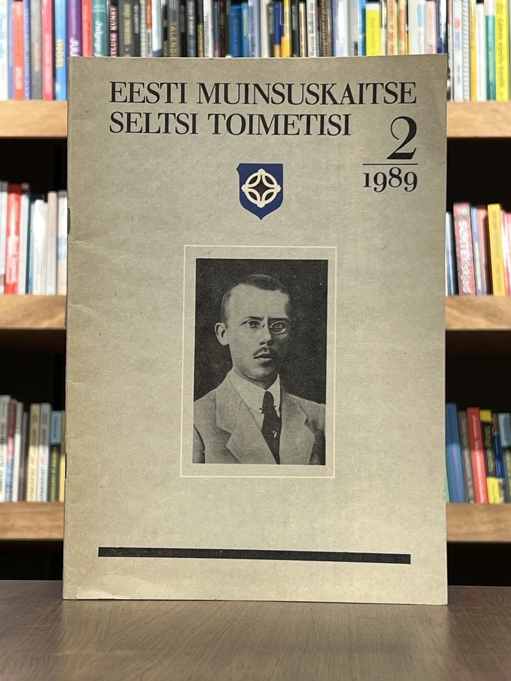 EESTI MUINSUSKAITSE
SELTSI TOIMETISI
2
1989